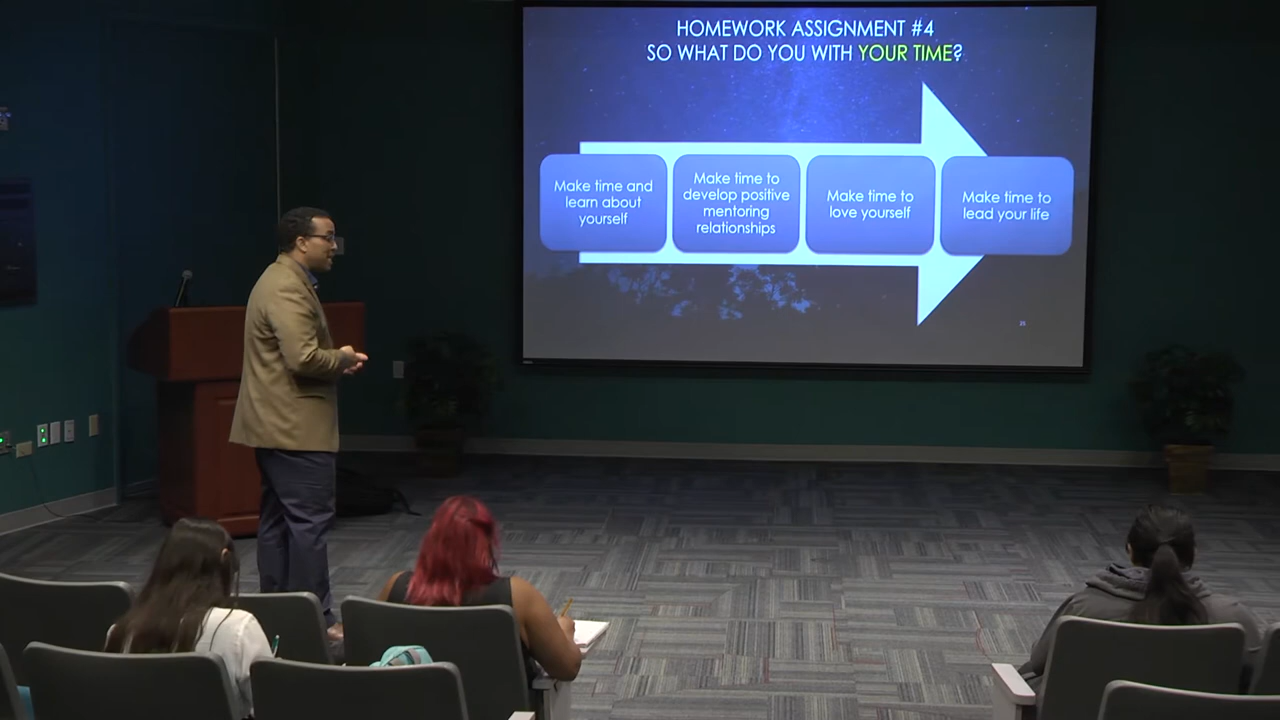 HOMEWORK ASSIGNMENT #4
SO WHAT DO YOU WITH YOUR TIME?
Make time and
learn about
yourself
Make time to
develop positive
mentoring
relationships
Make time to
love yourself
Make time to
lead your life